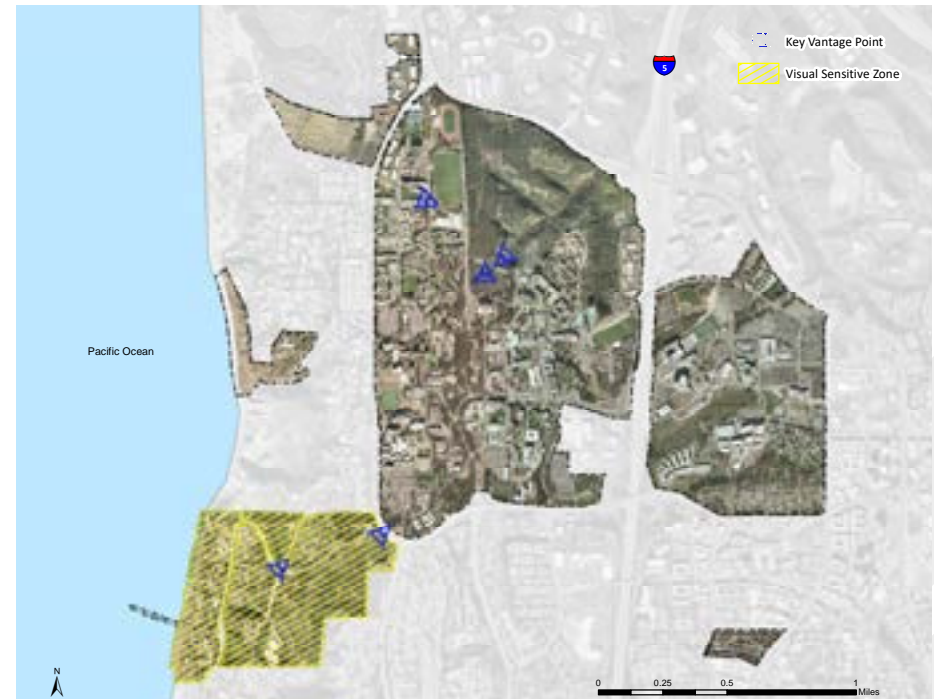 Key Vantage Point
5
Visual Sensitive Zone
Pacific Ocean
N
0 0.25 0.5 1
Miles